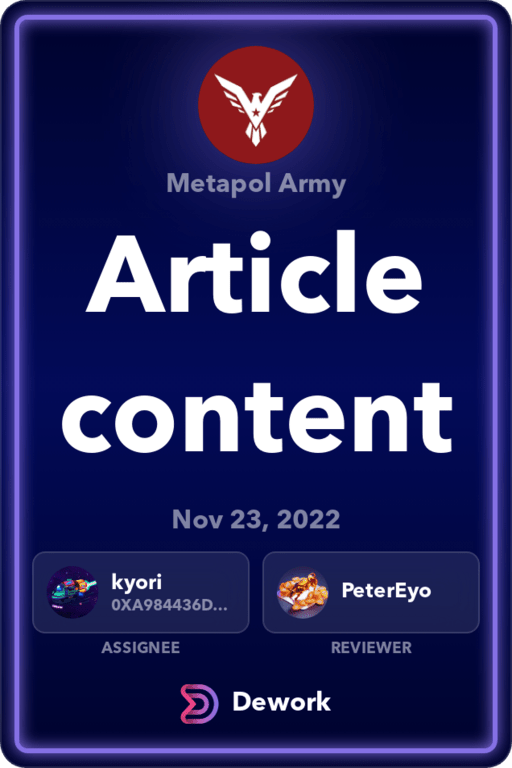 Metapol Army
Article
content
Nov 23, 2022
kyori
0XA984436D...
PeterEyo
ASSIGNEE
REVIEWER
Dework